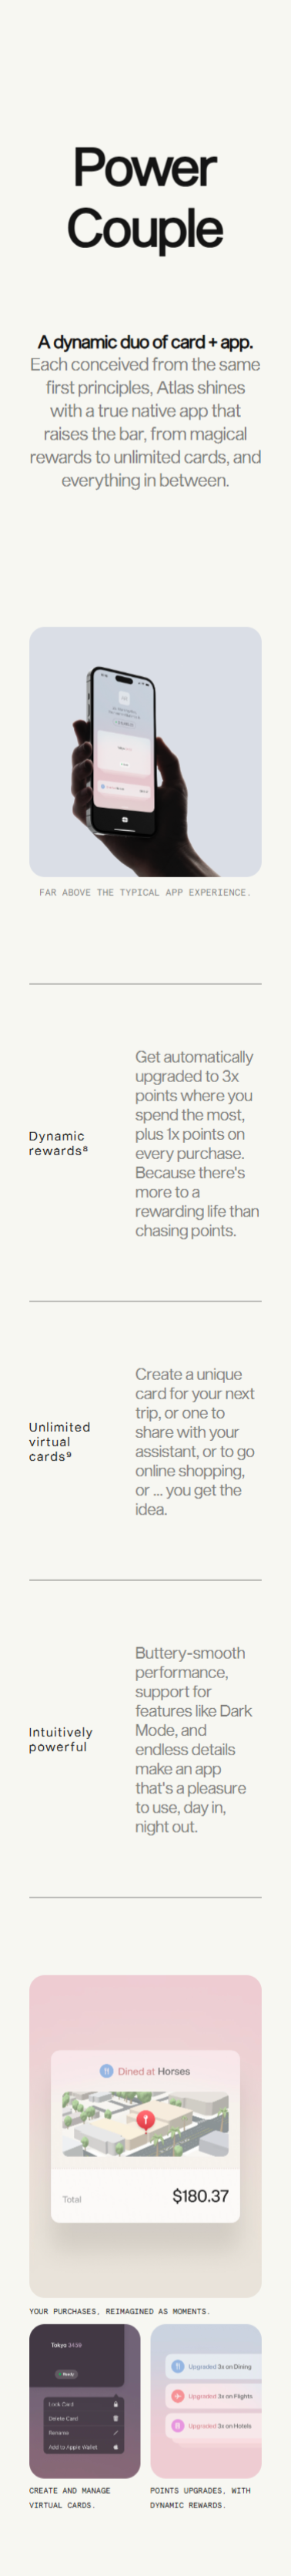 Power
Couple
A dynamic duo of card + app.
Each conceived from the same
first principles, Atlas shines
with a true native app that
raises the bar, from magical
rewards to unlimited cards, and
everything in between.
FAR ABOVE THE TYPICAL APP EXPERIENCE.
Dynamic
rewards⁸
Get automatically
upgraded to 3x
points where you
spend the most,
plus 1x points on
every purchase.
Because there's
more to a
rewarding life than
chasing points.
Unlimited
virtual
cards⁹
Create a unique
card for your next
trip, or one to
share with your
assistant, or to go
online shopping,
or ... you get the
idea.
Intuitively
powerful
Buttery-smooth
performance,
support for
features like Dark
Mode, and
endless details
make an app
that's a pleasure
to use, day in,
night out.
Dined at Horses
Total $180.37
YOUR PURCHASES, REIMAGINED AS MOMENTS.
Tokyo 3438
Ready
Lock Card
Delete Card
Rename
Add to Apple Wallet
CREATE AND MANAGE
VIRTUAL CARDS.
Upgraded 3x on Dining
Upgraded 3x on Flights
Upgraded 3x on Hotels
POINTS UPGRADES, WITH
DYNAMIC REWARDS.